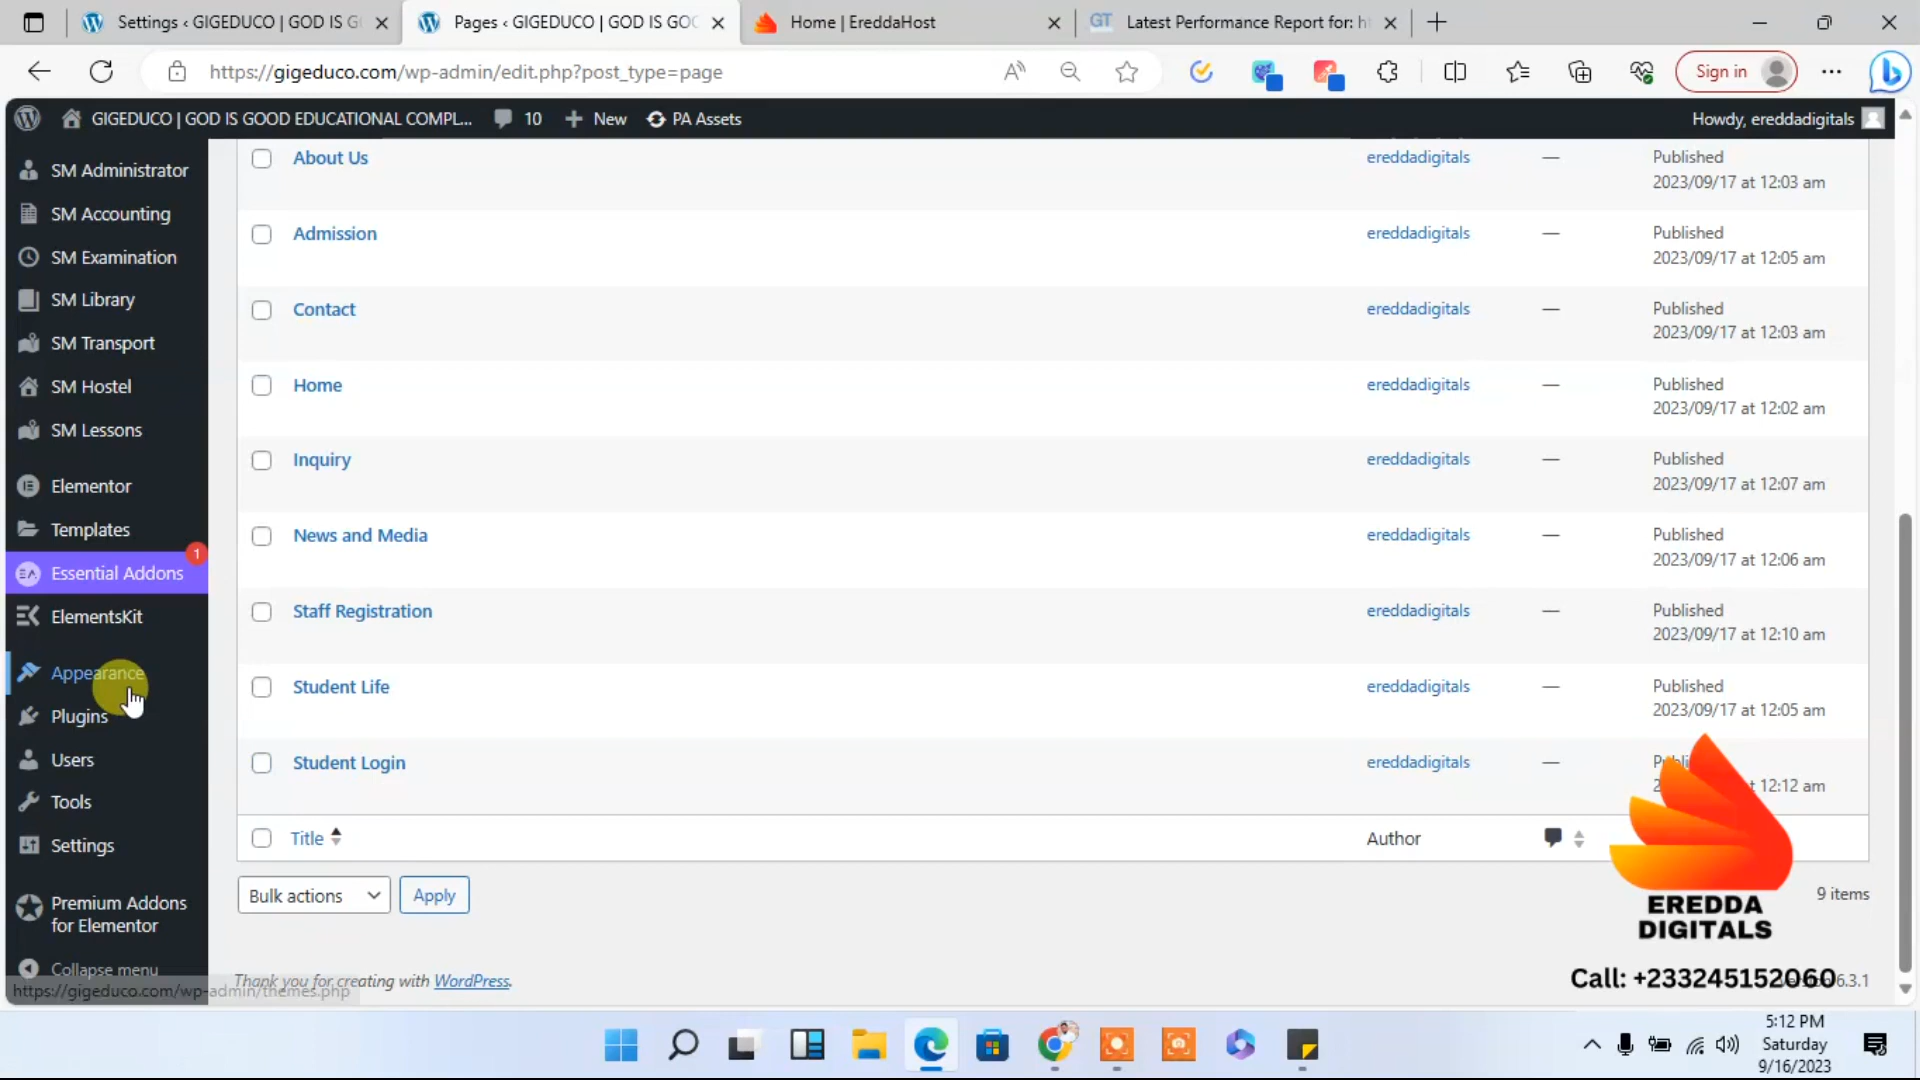 Settings ‹ GIGEDUCO | GOD IS G
Pages ‹ GIGEDUCO | GOD IS GOO
Home | EreddaHost
GT Latest Performance Report for: h
https://gigeduco.com/wp-admin/edit.php?post_type=page
Sign in
GIGEDUCO | GOD IS GOOD EDUCATIONAL COMPL...
10
New
PA Assets
Howdy, ereddadigitals
SM Administrator
SM Accounting
SM Examination
SM Library
SM Transport
SM Hostel
SM Lessons
Elementor
Templates
1
Essential Addons
ElementsKit
Appearance
Plugins
Users
Tools
Settings
Premium Addons
for Elementor
Collapse menu
https://gigeduco.com/wp-admin/themes.php
About Us ereddadigitals — Published
2023/09/17 at 12:03 am
Admission ereddadigitals — Published
2023/09/17 at 12:05 am
Contact ereddadigitals — Published
2023/09/17 at 12:03 am
Home ereddadigitals — Published
2023/09/17 at 12:02 am
Inquiry ereddadigitals — Published
2023/09/17 at 12:07 am
News and Media ereddadigitals — Published
2023/09/17 at 12:06 am
Staff Registration ereddadigitals — Published
2023/09/17 at 12:10 am
Student Life ereddadigitals — Published
2023/09/17 at 12:05 am
Student Login ereddadigitals —
12:12 am
Title Author
Bulk actions Apply
9 items
EREDDA
DIGITALS
Thank you for creating with WordPress.
Call: +233245152060
6.3.1
5:12 PM
Saturday
9/16/2023